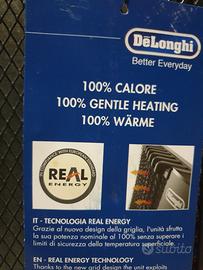 DeLonghi
Better Everyday
100% CALORE
100% GENTLE HEATING
100% WÄRME
REAL
ENERGY
IT - TECNOLOGIA REAL ENERGY
Grazie al nuovo design della griglia, l'unità sfrutta
la sua potenza nominale al 100% senza superare i
limiti di sicurezza della temperatura superficiale.
EN - REAL ENERGY TECHNOLOGY
Thanks to the new grid design the unit exploits
subito